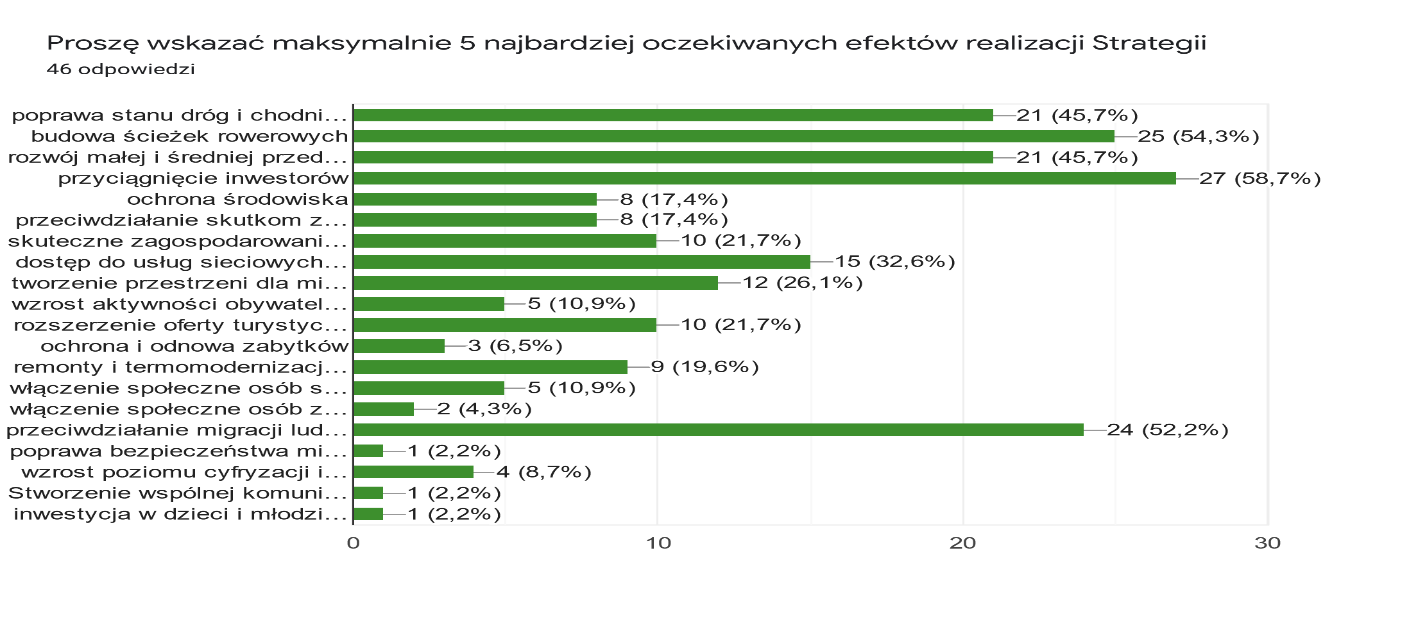 Proszę wskazać maksymalnie 5 najbardziej oczekiwanych efektów realizacji Strategii
46 odpowiedzi
poprawa stanu dróg i chodni... 21 (45,7%)
budowa ścieżek rowerowych 25 (54,3%)
rozwój małej i średniej przed... 21 (45,7%)
przyciągnięcie inwestorów 27 (58,7%)
ochrona środowiska 8 (17,4%)
przeciwdziałanie skutkom z... 8 (17,4%)
skuteczne zagospodarowani... 10 (21,7%)
dostęp do usług sieciowych... 15 (32,6%)
tworzenie przestrzeni dla mi... 12 (26,1%)
wzrost aktywności obywatel... 5 (10,9%)
rozszerzenie oferty turystyc... 10 (21,7%)
ochrona i odnowa zabytków 3 (6,5%)
remonty i termomodernizacj... 9 (19,6%)
włączenie społeczne osób s... 5 (10,9%)
włączenie społeczne osób z... 2 (4,3%)
przeciwdziałanie migracji lud... 24 (52,2%)
poprawa bezpieczeństwa mi... 1 (2,2%)
wzrost poziomu cyfryzacji i... 4 (8,7%)
Stworzenie wspólnej komuni... 1 (2,2%)
inwestycja w dzieci i młodzi... 1 (2,2%)
0 10 20 30